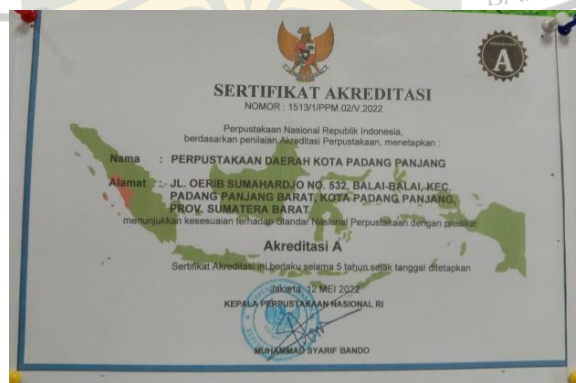 SERTIFIKAT AKREDITASI
NOMOR : 1513/1/PPM.02/V.2022
Perpustakaan Nasional Republik Indonesia,
berdasarkan penilaian Akreditasi Perpustakaan, menetapkan :
Nama : PERPUSTAKAAN DAERAH KOTA PADANG PANJANG
Alamat : JL. OERIB SUMAHARDJO NO. 532, BALAI-BALAI, KEC.
PADANG PANJANG BARAT, KOTA PADANG PANJANG,
PROV. SUMATERA BARAT
menunjukkan kesesuaian terhadap Standar Nasional Perpustakaan dengan predikat
Akreditasi A
Sertifikat Akreditasi ini berlaku selama 5 tahun sejak tanggal ditetapkan
Jakarta, 12 MEI 2022
KEPALA PERPUSTAKAAN NASIONAL RI
MUHAMMAD SYARIF BANDO
A